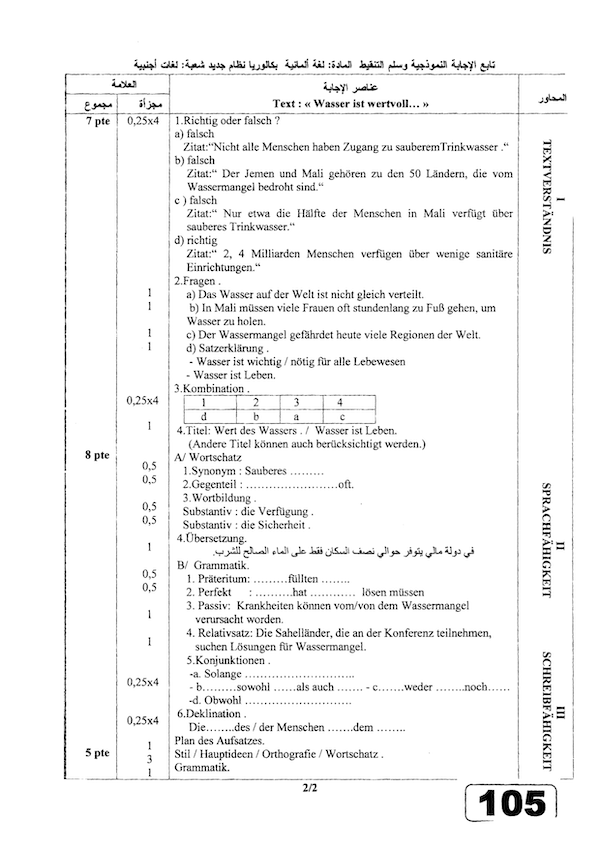 تابع الإجابة النموذجية وسلم التنقيط المادة: لغة ألمانية بكالوريا نظام جديد شعبة: لغات أجنبية
العلامة
عناصر الإجابة
المحاور
مجموع
مجزأة
Text : « Wasser ist wertvoll… »
7 pte 0,25x4 1.Richtig oder falsch ?
a) falsch
Zitat:“Nicht alle Menschen haben Zugang zu sauberemTrinkwasser .“
b) falsch
Zitat:“ Der Jemen und Mali gehören zu den 50 Ländern, die vom
Wassermangel bedroht sind.“
c ) falsch
Zitat:“ Nur etwa die Hälfte der Menschen in Mali verfügt über
sauberes Trinkwasser.“
d) richtig
Zitat:“ 2, 4 Milliarden Menschen verfügen über wenige sanitäre
Einrichtungen.“
I
TEXTVERSTÄNDNIS
2.Fragen .
1 a) Das Wasser auf der Welt ist nicht gleich verteilt.
1 b) In Mali müssen viele Frauen oft stundenlang zu Fuß gehen, um
Wasser zu holen.
1 c) Der Wassermangel gefährdet heute viele Regionen der Welt.
1 d) Satzerklärung .
- Wasser ist wichtig / nötig für alle Lebewesen
- Wasser ist Leben.
3.Kombination .
0,25x4 1 2 3 4
d b a c
1 4.Titel: Wert des Wassers . / Wasser ist Leben.
(Andere Titel können auch berücksichtigt werden.)
8 pte A/ Wortschatz
0,5 1.Synonym : Sauberes ………
0,5 2.Gegenteil : …………………….oft.
3.Wortbildung .
0,5 Substantiv : die Verfügung .
0,5 Substantiv : die Sicherheit .
4.Übersetzung.
1 في دولة مالي يتوفر حوالي نصف السكان فقط على الماء الصالح للشرب.
II
SPRACHFÄHIGKEIT
B/ Grammatik.
0,5 1. Präteritum: ………füllten ……..
0,5 2. Perfekt : ……….hat ………… lösen müssen
1 3. Passiv: Krankheiten können vom/von dem Wassermangel
verursacht worden.
1 4. Relativsatz: Die Sahelländer, die an der Konferenz teilnehmen,
suchen Lösungen für Wassermangel.
5.Konjunktionen .
-a. Solange ……………………….
0,25x4 - b………sowohl ……als auch ……. - c…….weder ……..noch……
-d. Obwohl ………………………
6.Deklination .
0,25x4 Die……..des / der Menschen …….dem ……..
1 Plan des Aufsatzes.
5 pte 3 Stil / Hauptideen / Orthografie / Wortschatz .
1 Grammatik.
III
SCHREIBFÄHIGKEIT
2/2
105